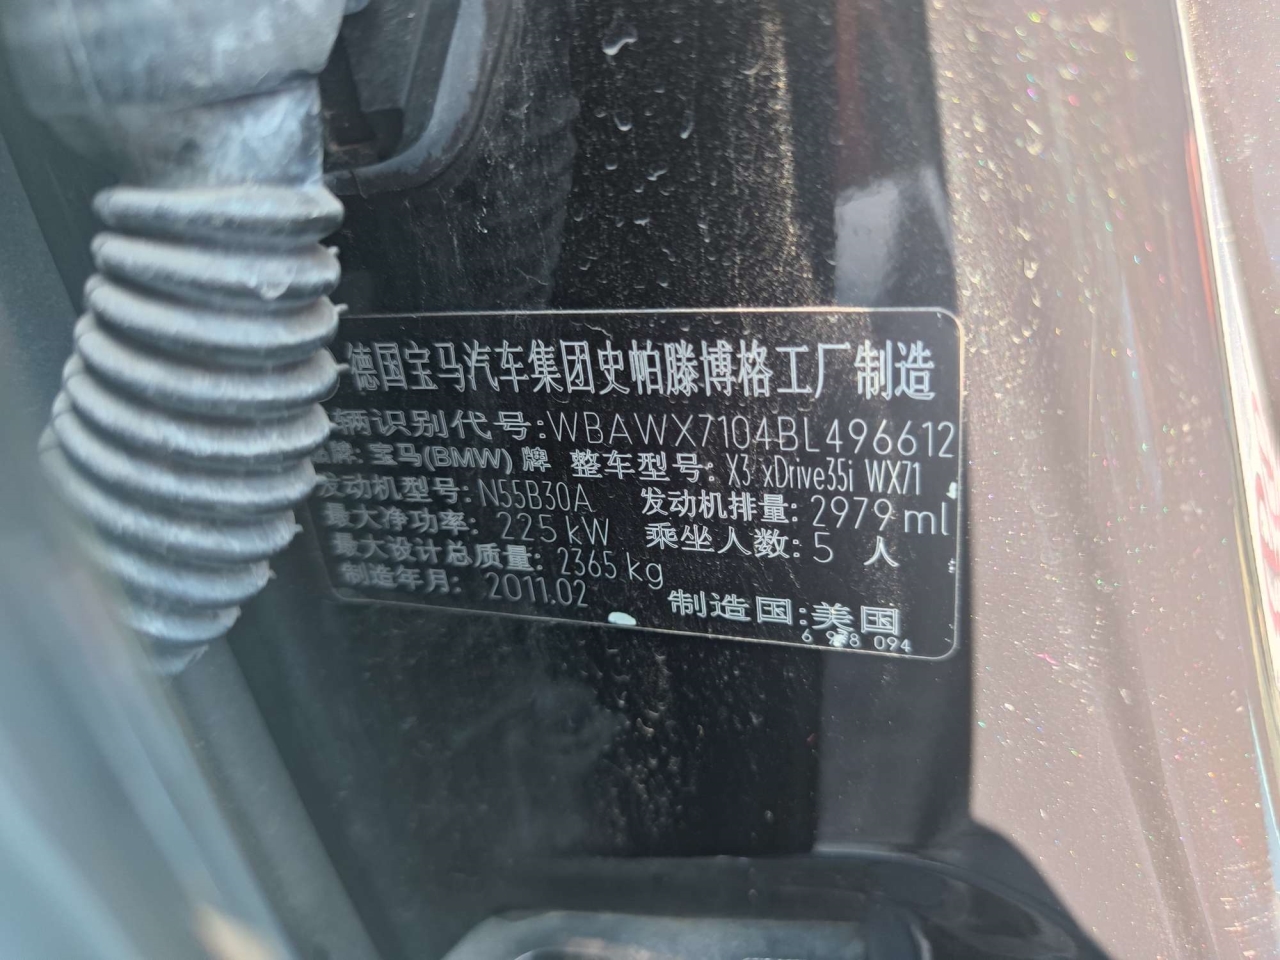 德国宝马汽车集团史帕滕博格工厂制造
辆识别代号:WBAWX7104BL496612
牌:宝马(BMW)牌 整车型号:X3 xDrive35i WX71
发动机型号:N55B30A 发动机排量:2979 ml
最大净功率:225 kW 乘坐人数:5 人
最大设计总质量:2365 kg
制造年月:2011.02 制造国:美国
094